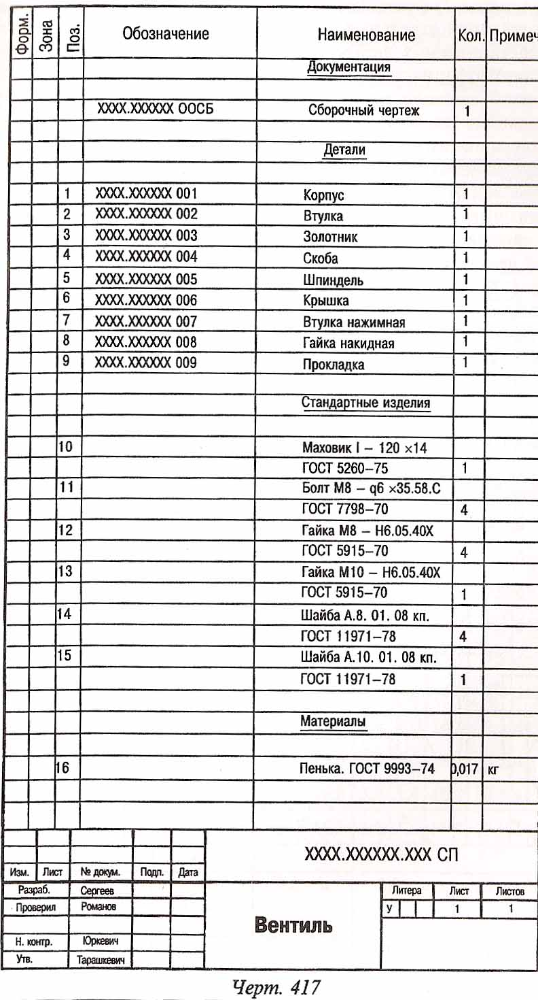 Форм. Зона Поз. Обозначение Наименование Кол. Примеч
Документация
XXXX.XXXXXX ООСБ Сборочный чертеж 1
Детали
1 XXXX.XXXXXX 001 Корпус 1
2 XXXX.XXXXXX 002 Втулка 1
3 XXXX.XXXXXX 003 Золотник 1
4 XXXX.XXXXXX 004 Скоба 1
5 XXXX.XXXXXX 005 Шпиндель 1
6 XXXX.XXXXXX 006 Крышка 1
7 XXXX.XXXXXX 007 Втулка нажимная 1
8 XXXX.XXXXXX 008 Гайка накидная 1
9 XXXX.XXXXXX 009 Прокладка 1
Стандартные изделия
10 Маховик I – 120 ×14
ГОСТ 5260–75 1
11 Болт М8 – q6 ×35.58.С
ГОСТ 7798–70 4
12 Гайка М8 – Н6.05.40Х
ГОСТ 5915–70 4
13 Гайка М10 – Н6.05.40Х
ГОСТ 5915–70 1
14 Шайба А.8. 01. 08 кп.
ГОСТ 11971–78 4
15 Шайба А.10. 01. 08 кп.
ГОСТ 11971–78 1
Материалы
16 Пенька. ГОСТ 9993–74 0,017 кг
XXXX.XXXXXX.XXX СП
Изм. Лист № докум. Подп. Дата
Разраб. Сергеев Литера Лист Листов
Проверил Романов У 1 1
Вентиль
Н. контр. Юркевич
Утв. Тарашкевич
Черт. 417